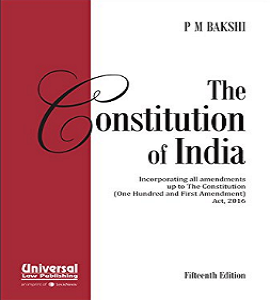 P M BAKSHI
The
Constitution
of India
Incorporating all amendments
up to The Constitution
(One Hundred and First Amendment)
Act, 2016
Universal
Law Publishing
Fifteenth Edition